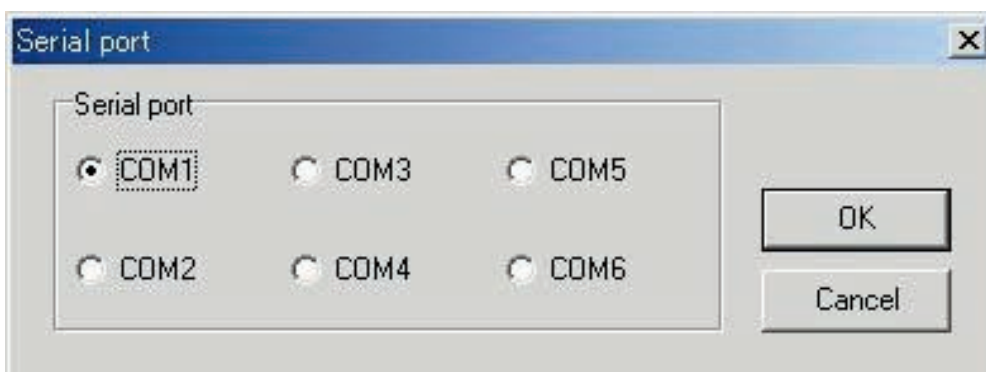 Serial port
Serial port
COM1 COM3 COM5
OK
COM2 COM4 COM6
Cancel